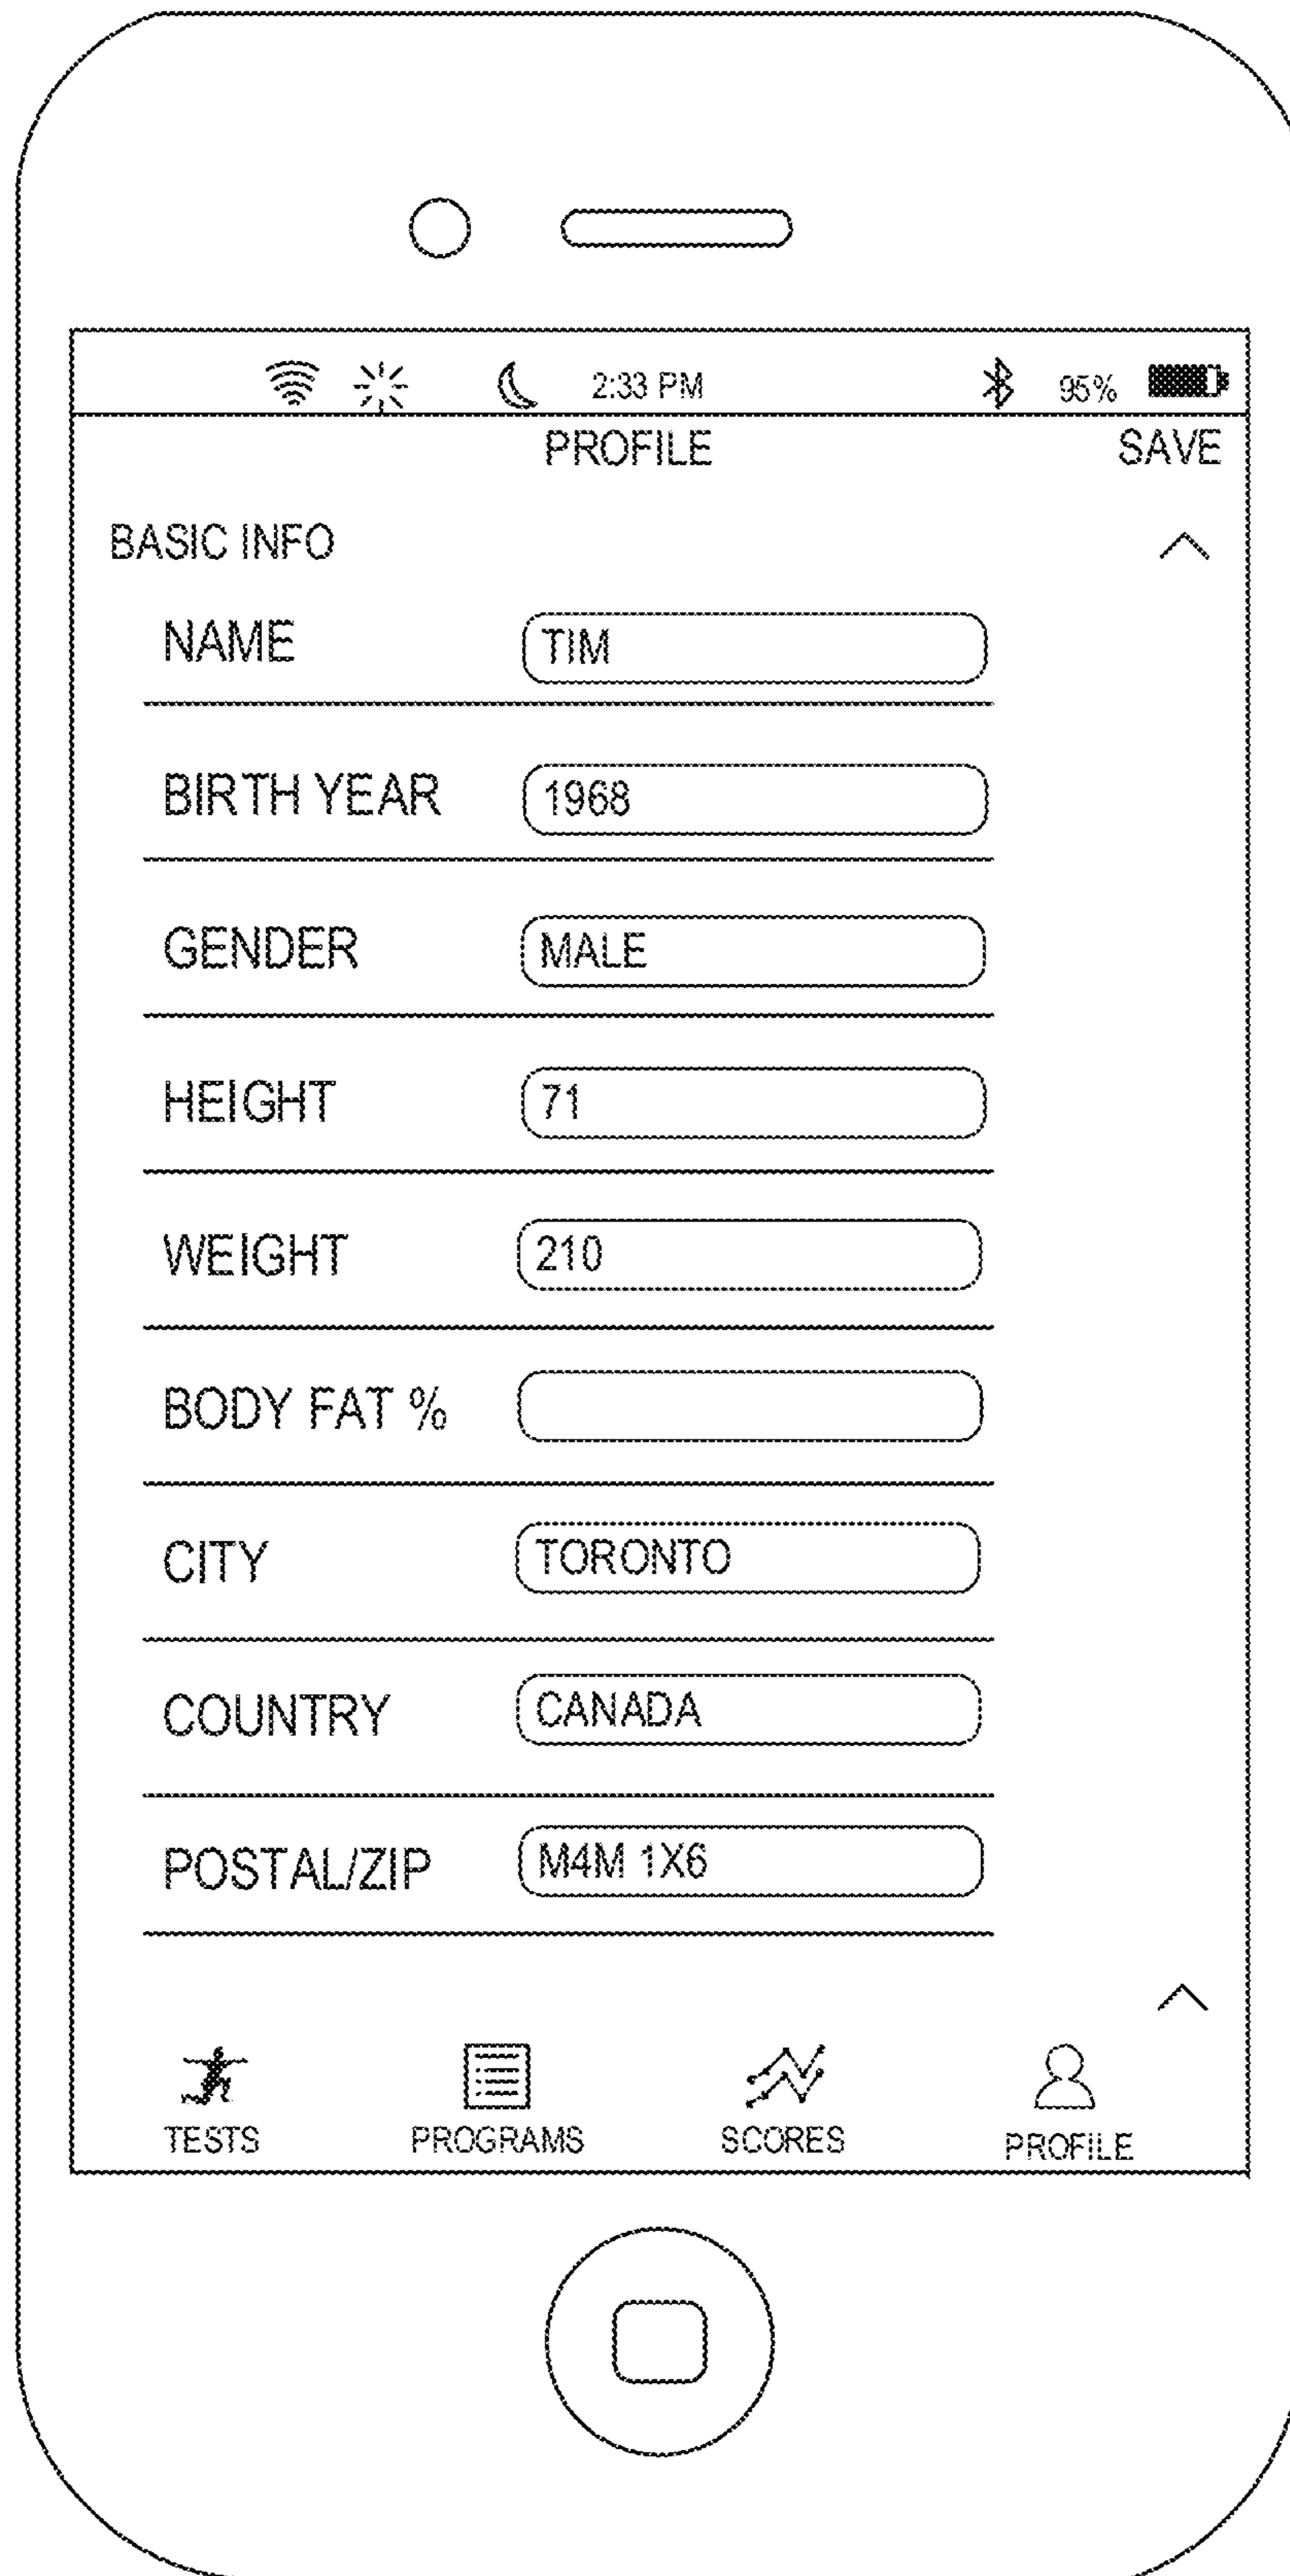 2:33 PM 95%
PROFILE SAVE
BASIC INFO
NAME TIM
BIRTH YEAR 1968
GENDER MALE
HEIGHT 71
WEIGHT 210
BODY FAT %
CITY TORONTO
COUNTRY CANADA
POSTAL/ZIP M4M 1X6
TESTS PROGRAMS SCORES PROFILE